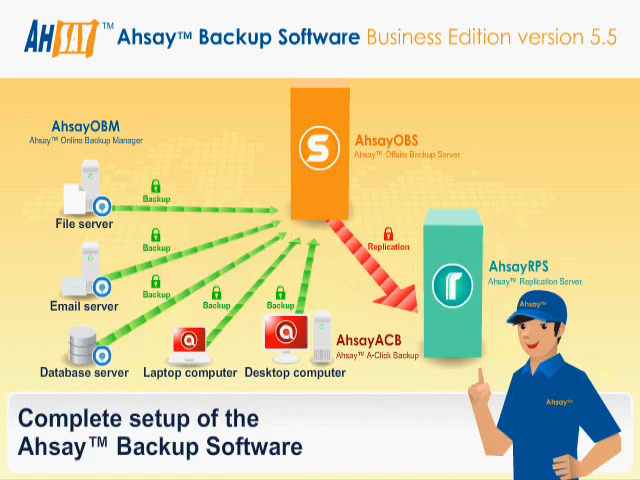 AHSAY™ Ahsay™ Backup Software Business Edition version 5.5
AhsayOBM
Ahsay™ Online Backup Manager
AhsayOBS
Ahsay™ Offsite Backup Server
S
Backup
File server
Backup
Replication
Email server
Backup
Backup
Backup
AhsayRPS
Ahsay™ Replication Server
r
Ahsay™
a
a
AhsayACB
Ahsay™ A-Click Backup
Database server
Laptop computer
Desktop computer
Ahsay™
Complete setup of the
Ahsay™ Backup Software